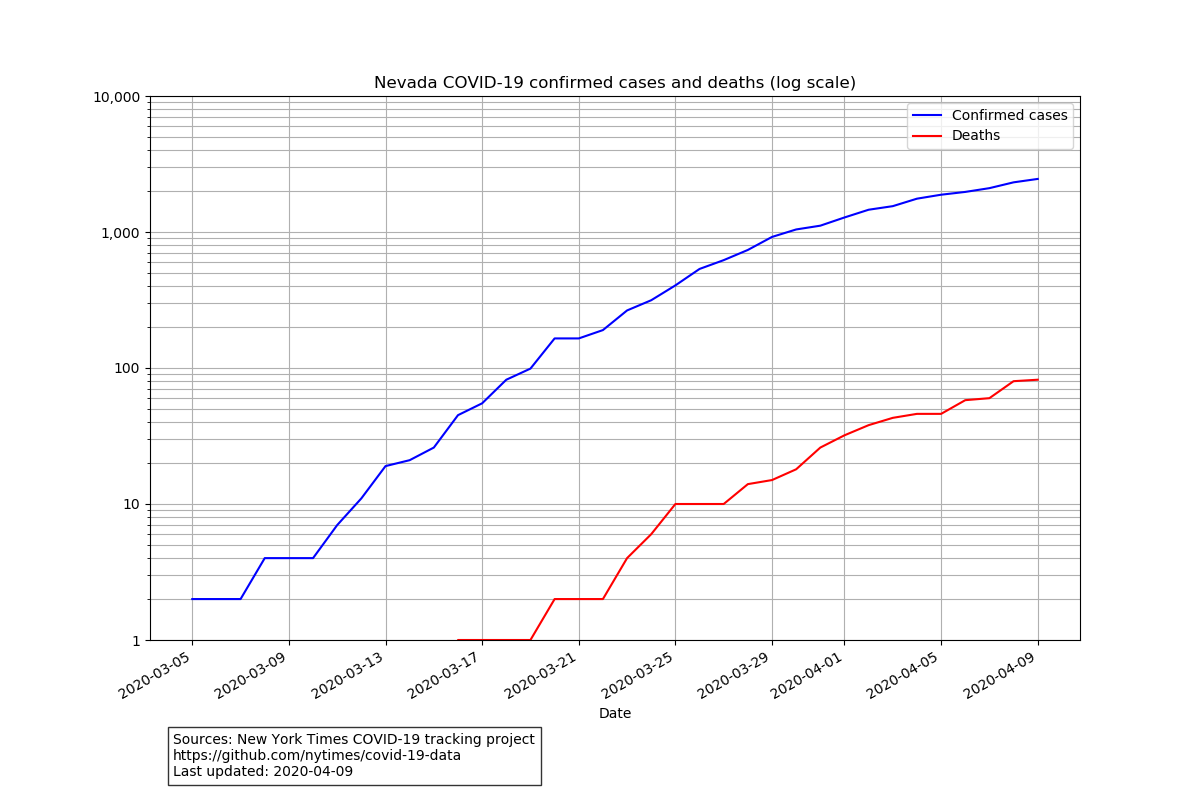 Nevada COVID-19 confirmed cases and deaths (log scale)
10,000
1,000
100
10
1
Confirmed cases
Deaths
2020-03-05
2020-03-09
2020-03-13
2020-03-17
2020-03-21
2020-03-25
2020-03-29
2020-04-01
2020-04-05
2020-04-09
Date
Sources: New York Times COVID-19 tracking project
https://github.com/nytimes/covid-19-data
Last updated: 2020-04-09